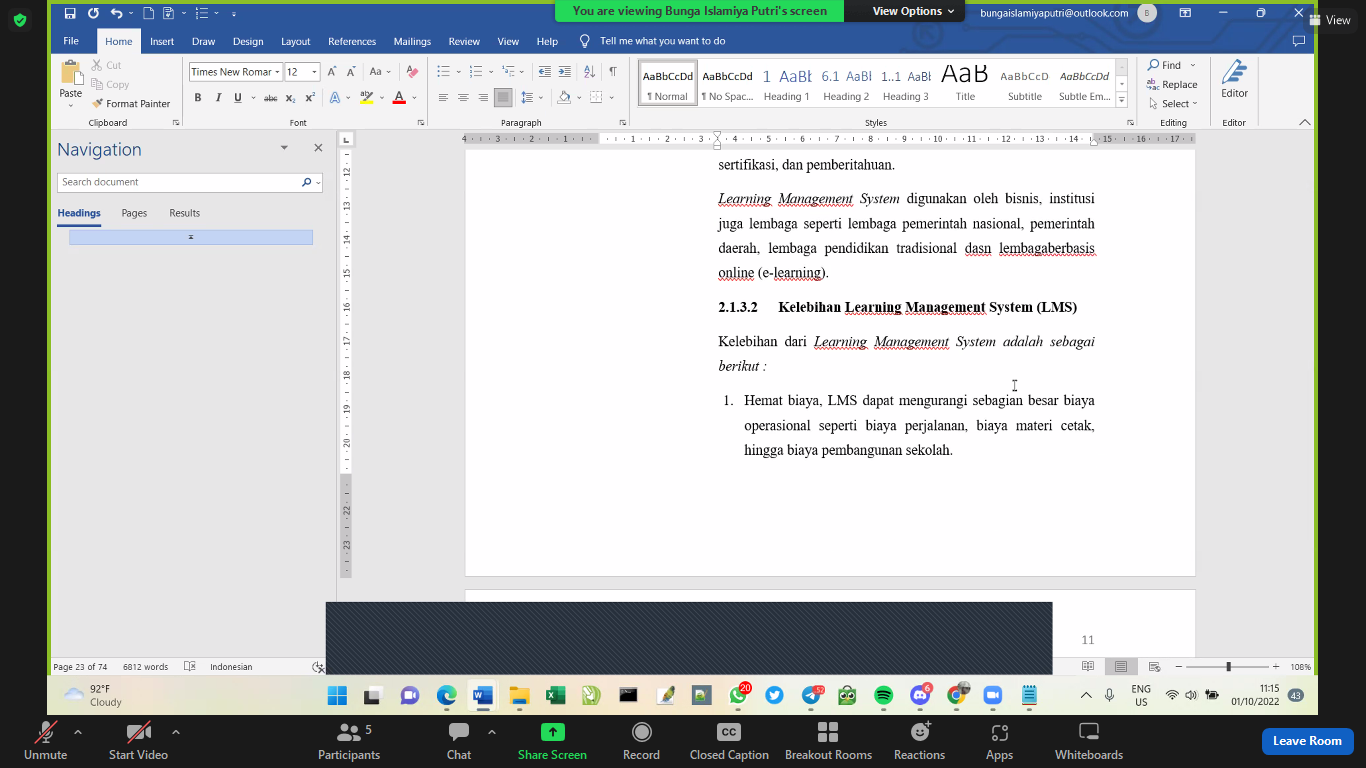 You are viewing Bunga Islamiya Putri's screen
View Options
bungaislamiyaputri@outlook.com
B
View
File
Home
Insert
Draw
Design
Layout
References
Mailings
Review
View
Help
Tell me what you want to do
Paste
Cut
Copy
Format Painter
Clipboard
Times New Romar
12
Font
Paragraph
AaBbCcDd
¶ Normal
AaBbCcDd
¶ No Spac...
1 AaBb
Heading 1
6.1 AaBb
Heading 2
1..1 AaBb
Heading 3
AaB
Title
AaBbCcD
Subtitle
AaBbCcDd
Subtle Em...
Styles
Find
Replace
Select
Editing
Editor
Editor
Navigation
Search document
Headings
Pages
Results
sertifikasi, dan pemberitahuan.
Learning Management System digunakan oleh bisnis, institusi
juga lembaga seperti lembaga pemerintah nasional, pemerintah
daerah, lembaga pendidikan tradisional dasn lembagaberbasis
online (e-learning).
2.1.3.2 Kelebihan Learning Management System (LMS)
Kelebihan dari Learning Management System adalah sebagai
berikut :
1. Hemat biaya, LMS dapat mengurangi sebagian besar biaya
operasional seperti biaya perjalanan, biaya materi cetak,
hingga biaya pembangunan sekolah.
11
Page 23 of 74
6812 words
Indonesian
108%
92°F
Cloudy
20
52
6
ENG
US
11:15
01/10/2022
43
Unmute
Start Video
Participants
5
Chat
Share Screen
Record
CC
Closed Caption
Breakout Rooms
Reactions
Apps
Whiteboards
Leave Room